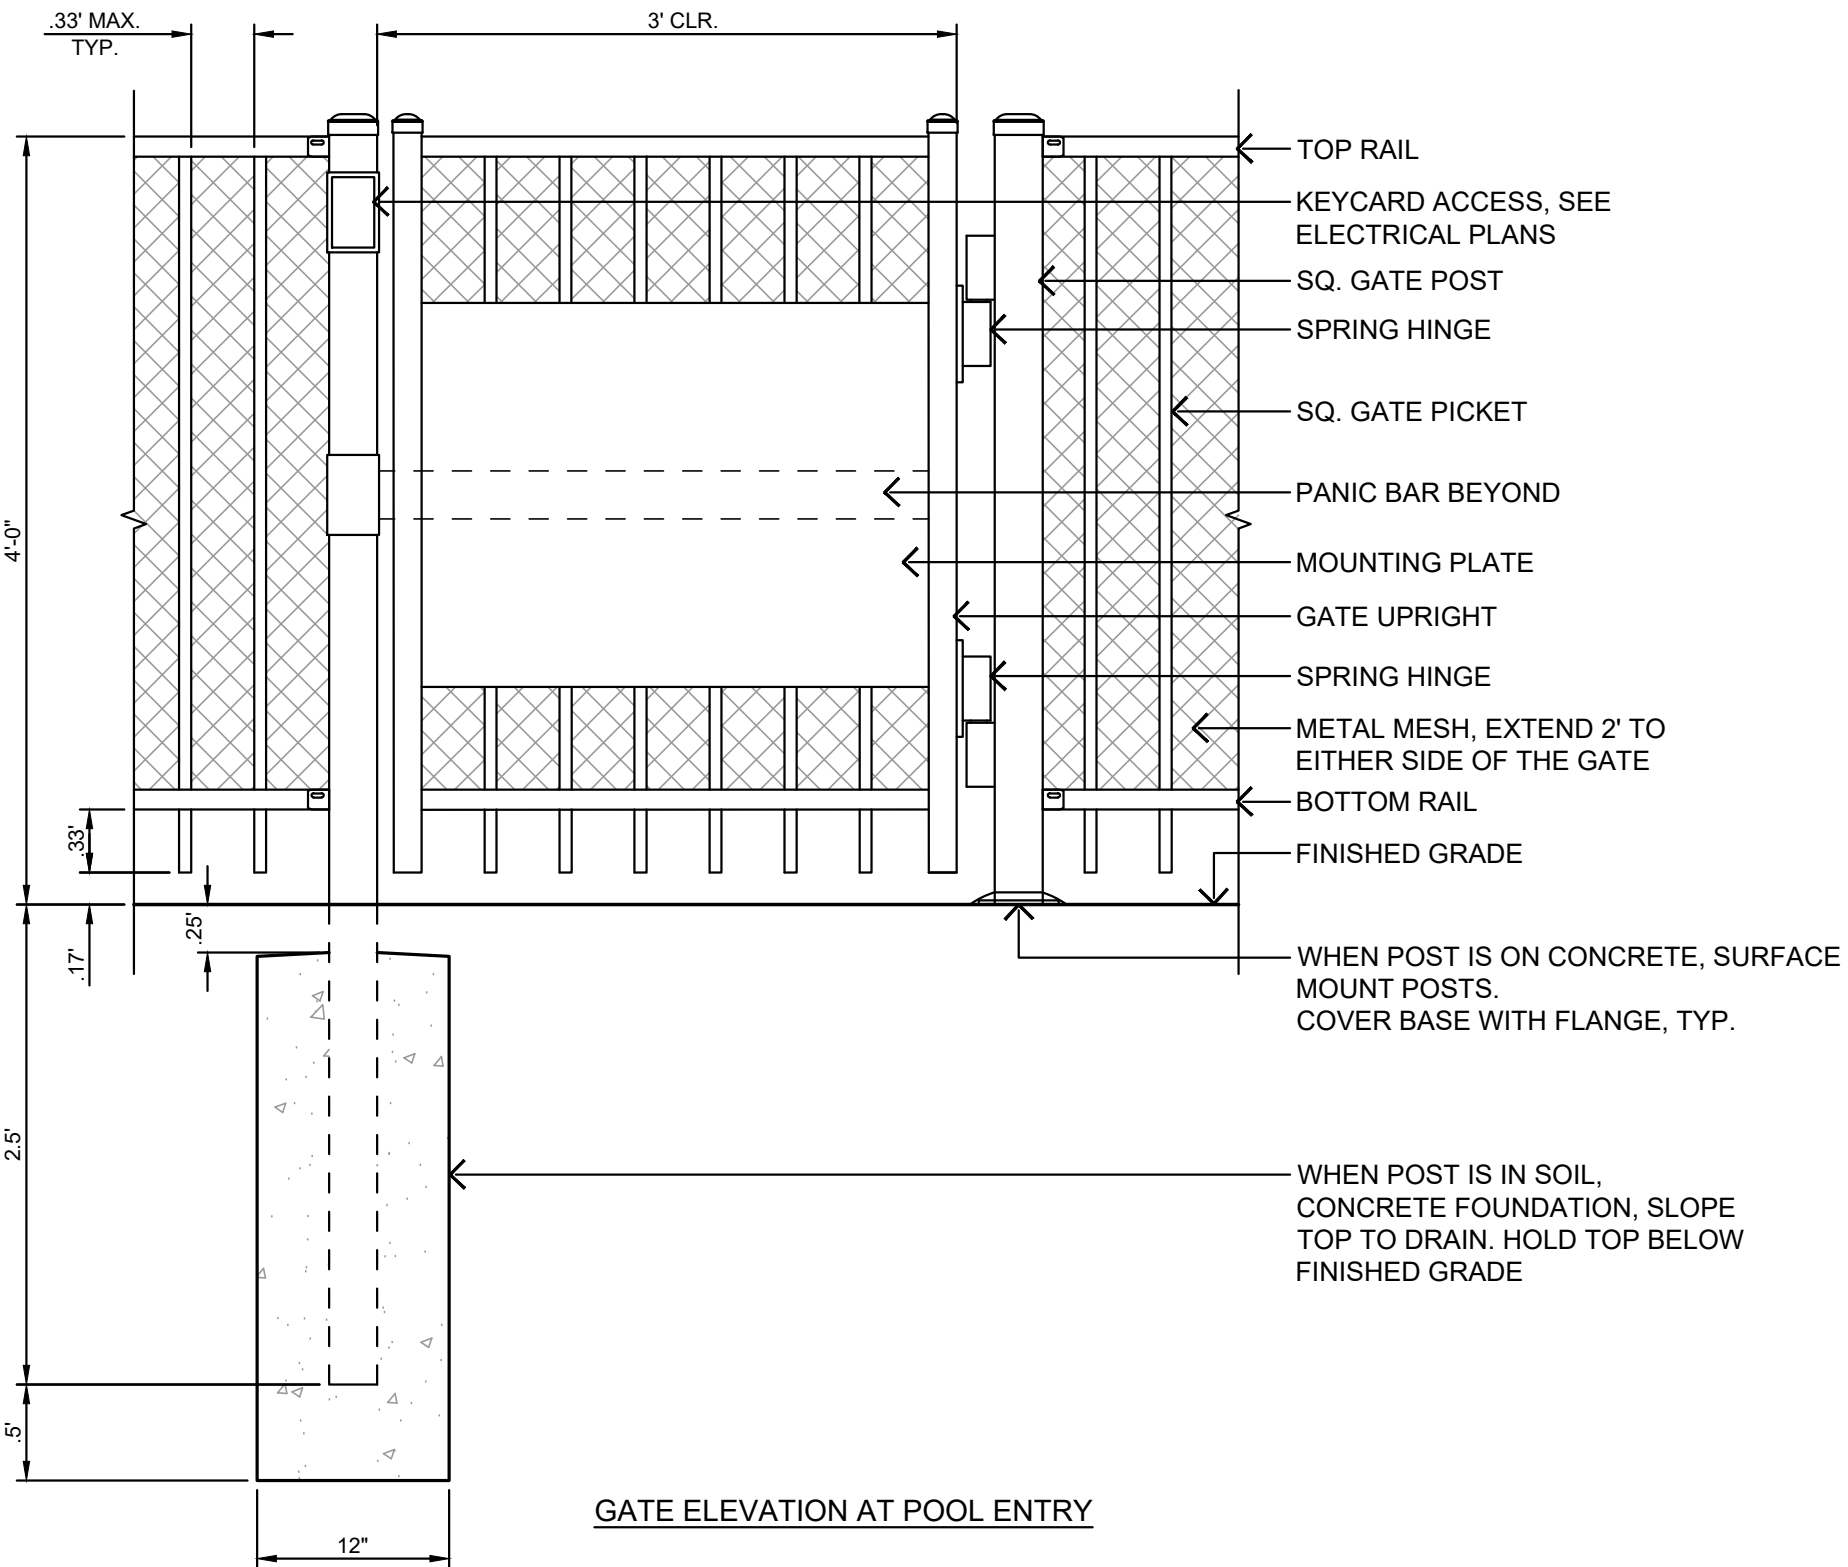 .33' MAX.
TYP.
3' CLR.
TOP RAIL
KEYCARD ACCESS, SEE
ELECTRICAL PLANS
SQ. GATE POST
SPRING HINGE
SQ. GATE PICKET
PANIC BAR BEYOND
4'-0"
MOUNTING PLATE
GATE UPRIGHT
SPRING HINGE
METAL MESH, EXTEND 2' TO
EITHER SIDE OF THE GATE
BOTTOM RAIL
.33'
FINISHED GRADE
.25'
.17'
WHEN POST IS ON CONCRETE, SURFACE
MOUNT POSTS.
COVER BASE WITH FLANGE, TYP.
2.5'
WHEN POST IS IN SOIL,
CONCRETE FOUNDATION, SLOPE
TOP TO DRAIN. HOLD TOP BELOW
FINISHED GRADE
.5'
GATE ELEVATION AT POOL ENTRY
12"